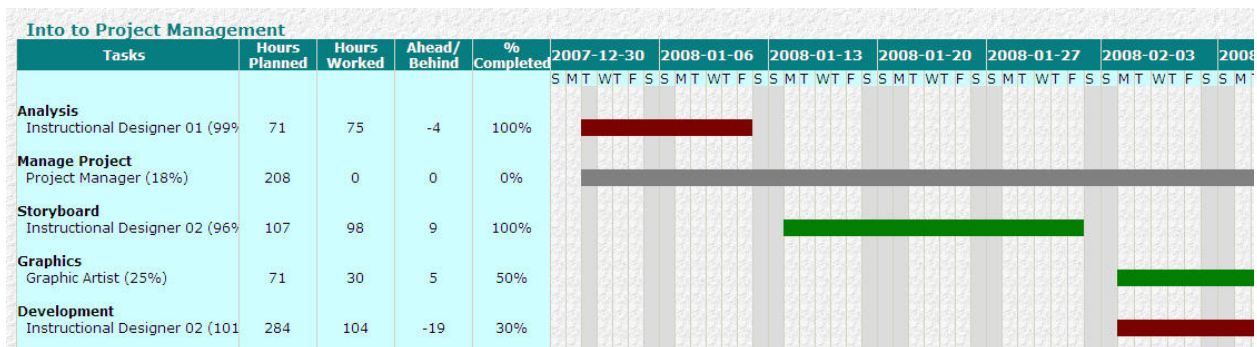 Into to Project Management
Tasks Hours Planned Hours Worked Ahead/ Behind % Completed 2007-12-30 2008-01-06 2008-01-13 2008-01-20 2008-01-27 2008-02-03 2008
S M T W T F S S M T W T F S S M T W T F S S M T W T F S S M T W T F S S M T W T F S S M T
Analysis
Instructional Designer 01 (99% 71 75 -4 100%
Manage Project
Project Manager (18%) 208 0 0 0%
Storyboard
Instructional Designer 02 (96% 107 98 9 100%
Graphics
Graphic Artist (25%) 71 30 5 50%
Development
Instructional Designer 02 (101 284 104 -19 30%